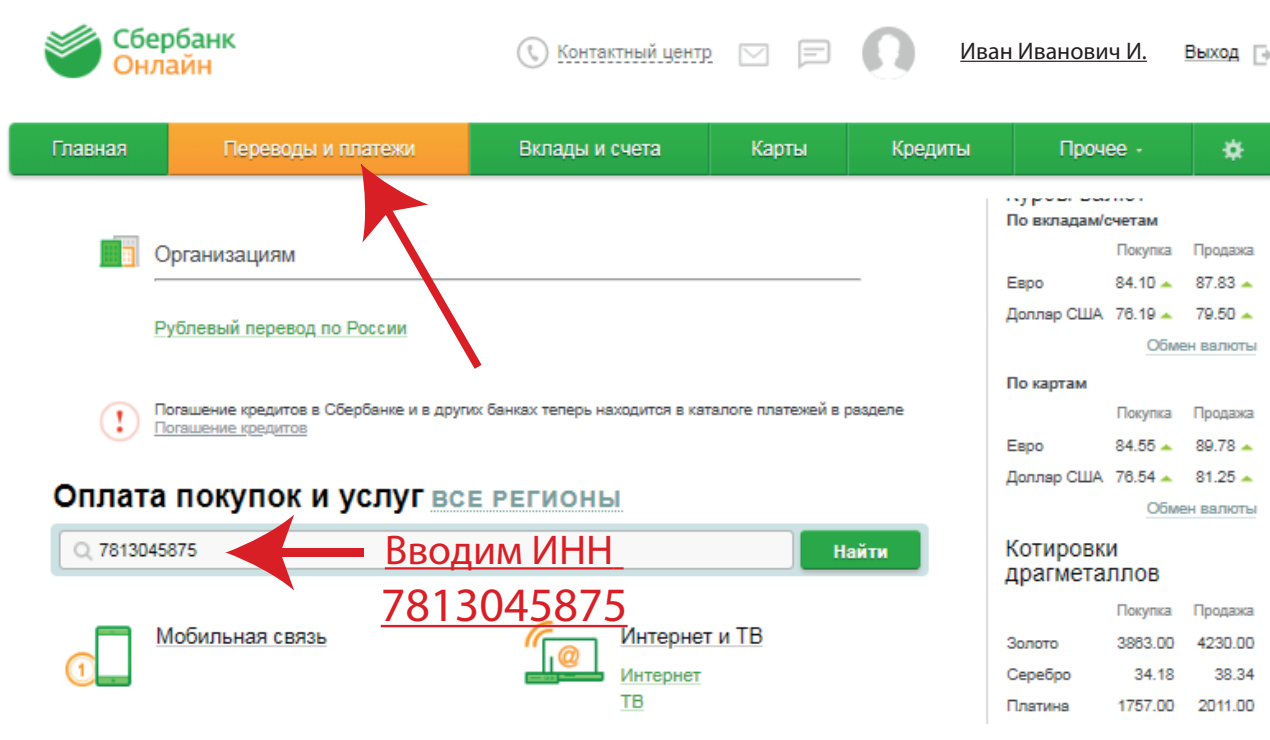 Сбербанк
Онлайн
Контактный центр
Иван Иванович И.
Выход
Главная
Переводы и платежи
Вклады и счета
Карты
Кредиты
Прочее -
Организациям
Рублевый перевод по России
Погашение кредитов в Сбербанке и в других банках теперь находится в каталоге платежей в разделе
Погашение кредитов
Оплата покупок и услуг ВСЕ РЕГИОНЫ
7813045875
Найти
Вводим ИНН
7813045875
1
Мобильная связь
@
Интернет и ТВ
Интернет
ТВ
По вкладам/счетам
Покупка Продажа
Евро 84.10 87.83
Доллар США 76.19 79.50
Обмен валюты
По картам
Покупка Продажа
Евро 84.55 89.78
Доллар США 76.54 81.25
Обмен валюты
Котировки
драгметаллов
Покупка Продажа
Золото 3863.00 4230.00
Серебро 34.18 38.34
Платина 1757.00 2011.00